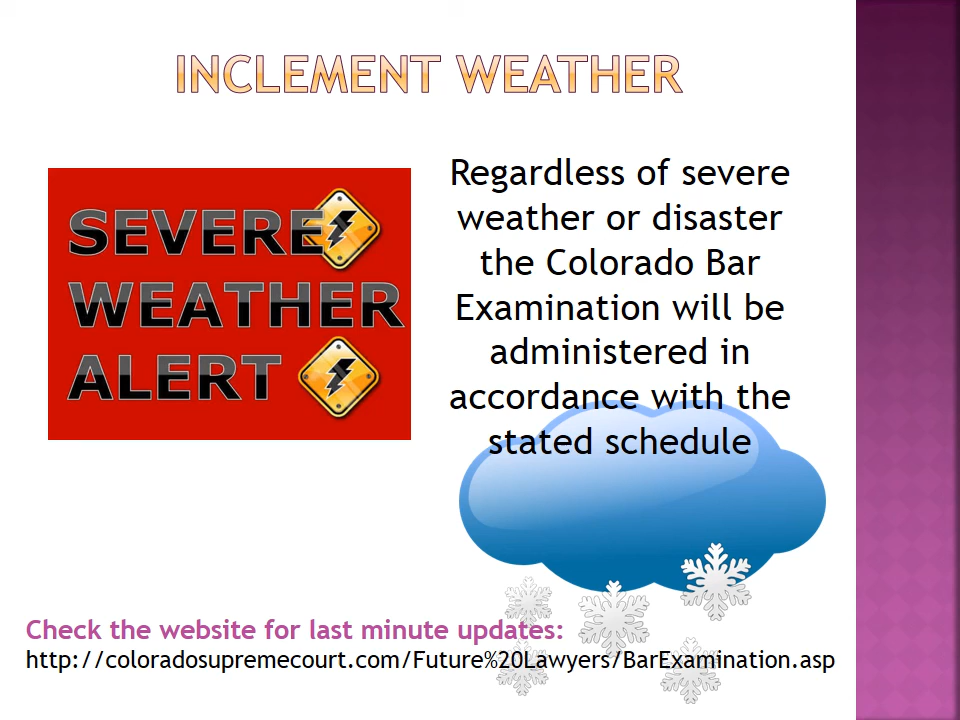 INCLEMENT WEATHER
SEVERE
WEATHER
ALERT
Regardless of severe
weather or disaster
the Colorado Bar
Examination will be
administered in
accordance with the
stated schedule
Check the website for last minute updates:
http://coloradosupremecourt.com/Future%20Lawyers/BarExamination.asp